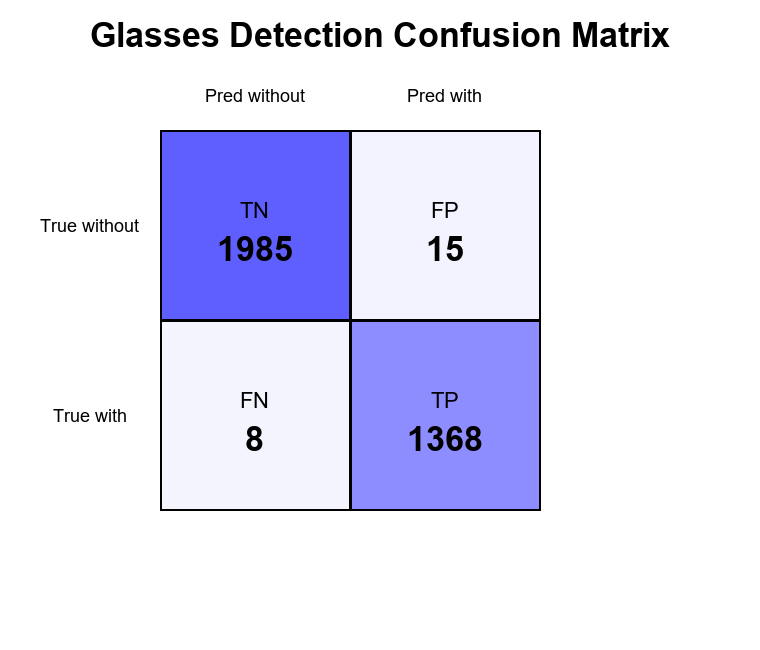 Glasses Detection Confusion Matrix
Pred without Pred with
True without
TN
1985
FP
15
True with
FN
8
TP
1368